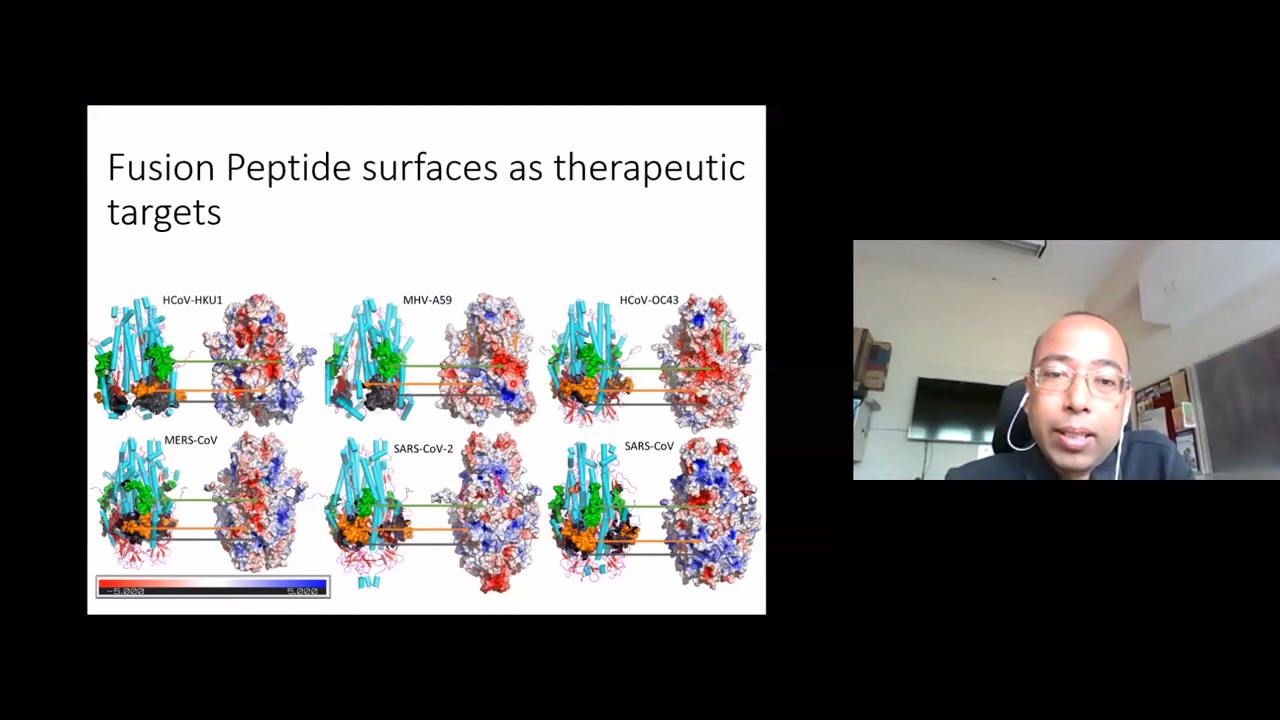 Fusion Peptide surfaces as therapeutic
targets
HCoV-HKU1
MHV-A59
HCoV-OC43
MERS-CoV
SARS-CoV-2
SARS-CoV
-5.000 5.000